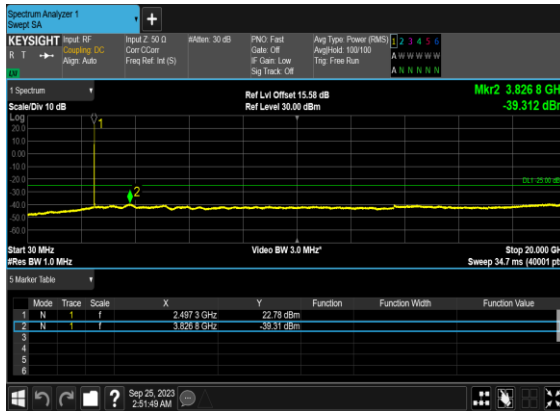 Spectrum Analyzer 1
Swept SA
KEYSIGHT
R T
Input: RF
Coupling: DC
Align: Auto
Input Z: 50 Ω
Corr CCorr
Freq Ref: Int (S)
#Atten: 30 dB
PNO: Fast
Gate: Off
IF Gain: Low
Sig Track: Off
Avg Type: Power (RMS)
Avg|Hold: 100/100
Trig: Free Run
1 2 3 4 5 6
A W W W W W
A N N N N N
1 Spectrum
Scale/Div 10 dB
Log
Ref Lvl Offset 15.58 dB
Ref Level 30.00 dBm
Mkr2 3.826 8 GH
-39.312 dBm
20.0
10.0
0.00
-10.0
-20.0
-30.0
-40.0
-50.0
-60.0
1
2
DL1 -25.00 dB
Start 30 MHz
#Res BW 1.0 MHz
Video BW 3.0 MHz*
Stop 20.000 GH
Sweep 34.7 ms (40001 pt
5 Marker Table
Mode Trace Scale X Y Function Function Width Function Value
1 N 1 f 2.497 3 GHz 22.78 dBm
2 N 1 f 3.826 8 GHz -39.31 dBm
3
4
5
6
?
Sep 25, 2023
2:51:49 AM